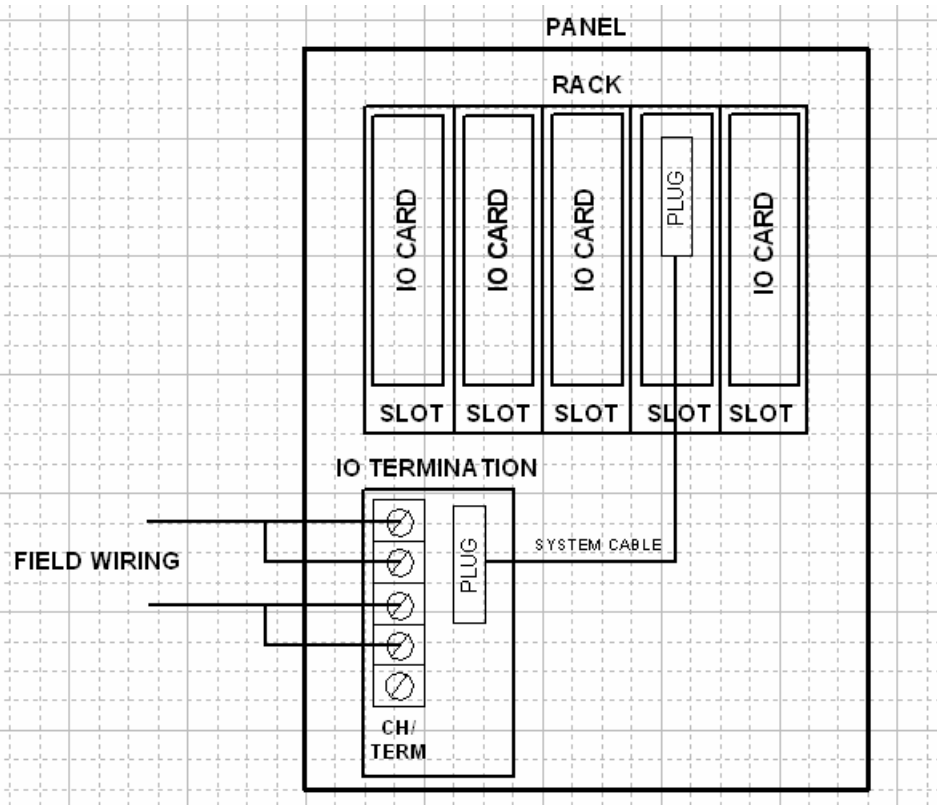 PANEL
RACK
IO CARD
IO CARD
IO CARD
PLUG
IO CARD
SLOT
SLOT
SLOT
SLOT
SLOT
IO TERMINATION
FIELD WIRING
PLUG
SYSTEM CABLE
CH/
TERM